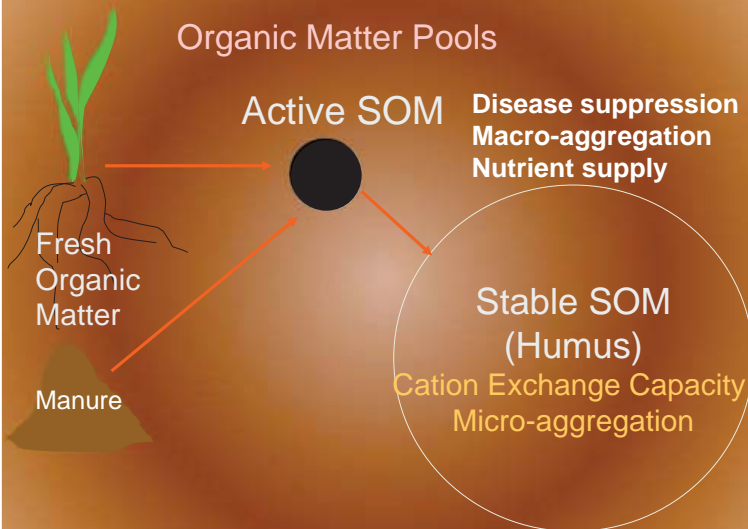 Organic Matter Pools
Active SOM
Disease suppression
Macro-aggregation
Nutrient supply
Fresh
Organic
Matter
Manure
Stable SOM
(Humus)
Cation Exchange Capacity
Micro-aggregation